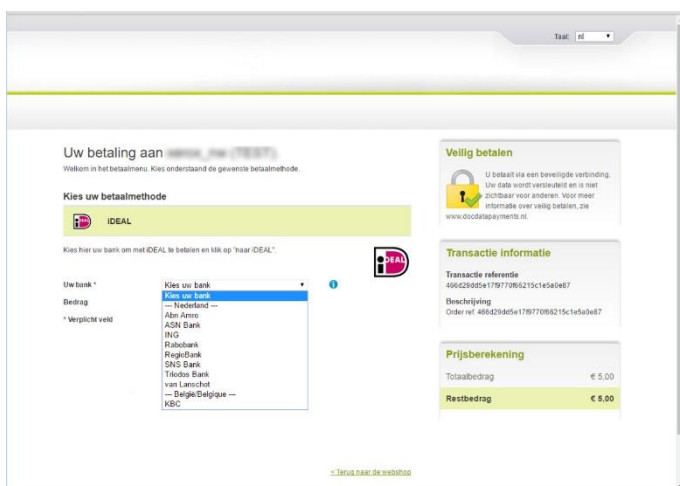 Taal: nl
Uw betaling aan
Welkom in het betaalmenu. Kies onderstaand de gewenste betaalmethode.
Kies uw betaalmethode
iDEAL
Kies hier uw bank om met iDEAL te betalen en klik op "naar iDEAL".
iDEAL
Uw bank * Kies uw bank
Kies uw bank
--- Nederland ---
Abn Amro
ASN Bank
ING
Rabobank
RegioBank
SNS Bank
Triodos Bank
van Lanschot
--- België/Belgique ---
KBC
Bedrag
* Verplicht veld
< Terug naar de webshop
Veilig betalen
U betaalt via een beveiligde verbinding.
Uw data wordt versleuteld en is niet
zichtbaar voor anderen. Voor meer
informatie over veilig betalen, zie
www.docdatapayments.nl.
Transactie informatie
Transactie referentie
Beschrijving
Order ref:
Prijsberekening
Totaalbedrag € 5,00
Restbedrag € 5,00